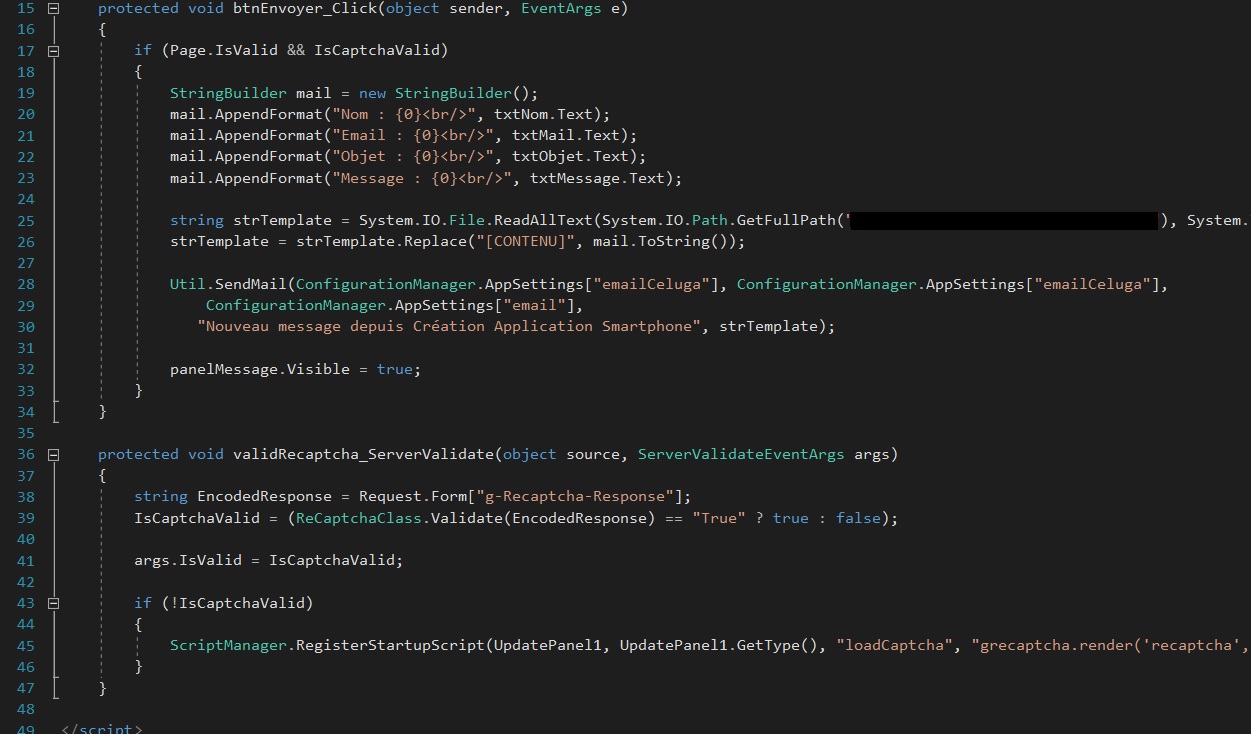 15 protected void btnEnvoyer_Click(object sender, EventArgs e)
16 {
17 if (Page.IsValid && IsCaptchaValid)
18 {
19 StringBuilder mail = new StringBuilder();
20 mail.AppendFormat("Nom : {0}<br/>", txtNom.Text);
21 mail.AppendFormat("Email : {0}<br/>", txtMail.Text);
22 mail.AppendFormat("Objet : {0}<br/>", txtObjet.Text);
23 mail.AppendFormat("Message : {0}<br/>", txtMessage.Text);
24
25 string strTemplate = System.IO.File.ReadAllText(System.IO.Path.GetFullPath(' ), System.
26 strTemplate = strTemplate.Replace("[CONTENU]", mail.ToString());
27
28 Util.SendMail(ConfigurationManager.AppSettings["emailCeluga"], ConfigurationManager.AppSettings["emailCeluga"],
29 ConfigurationManager.AppSettings["email"],
30 "Nouveau message depuis Création Application Smartphone", strTemplate);
31
32 panelMessage.Visible = true;
33 }
34 }
35
36 protected void validRecaptcha_ServerValidate(object source, ServerValidateEventArgs args)
37 {
38 string EncodedResponse = Request.Form["g-Recaptcha-Response"];
39 IsCaptchaValid = (ReCaptchaClass.Validate(EncodedResponse) == "True" ? true : false);
40
41 args.IsValid = IsCaptchaValid;
42
43 if (!IsCaptchaValid)
44 {
45 ScriptManager.RegisterStartupScript(UpdatePanel1, UpdatePanel1.GetType(), "loadCaptcha", "grecaptcha.render('recaptcha',
46 }
47 }
48
49 </script>